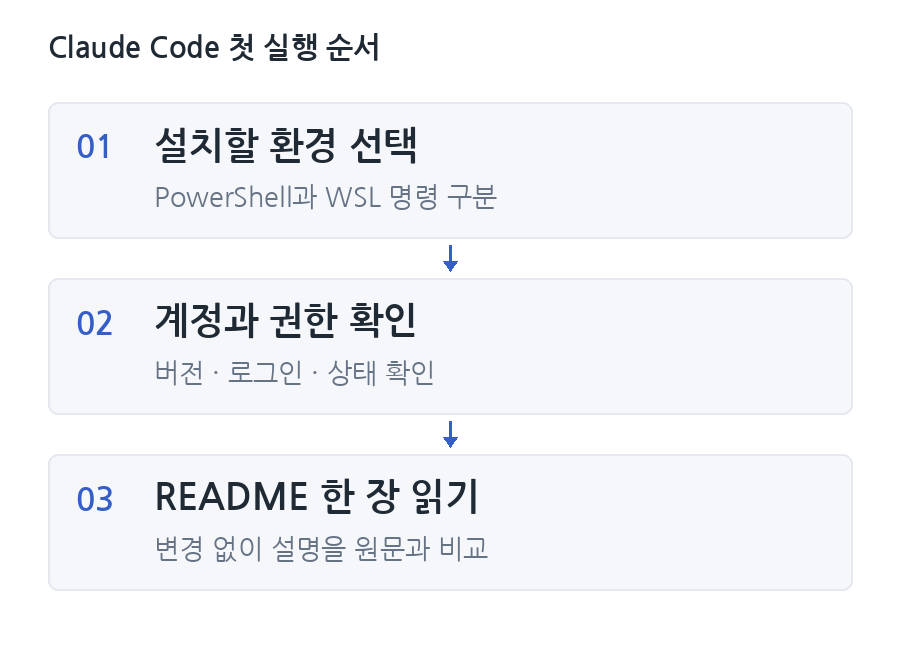 Claude Code 첫 실행 순서
01
설치할 환경 선택
PowerShell과 WSL 명령 구분
02
계정과 권한 확인
버전 · 로그인 · 상태 확인
03
README 한 장 읽기
변경 없이 설명을 원문과 비교